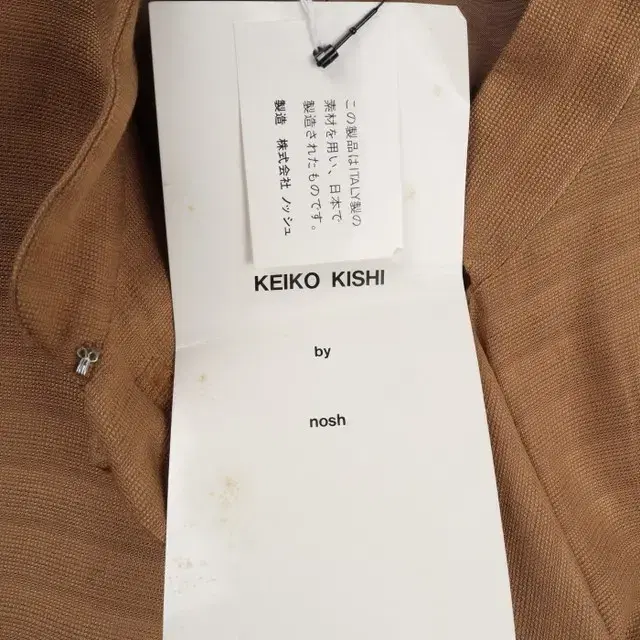 この製品はITALY製の
素材を用い、日本で
製造されたものです。
製造 株式会社 ノッシュ
KEIKO KISHI
by
nosh